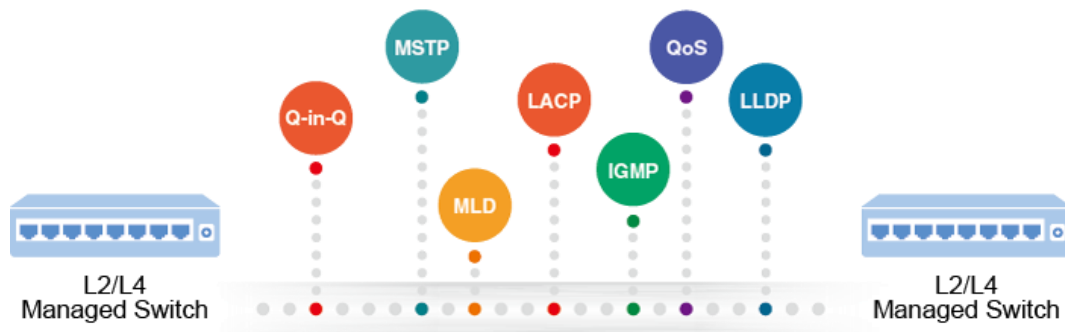 MSTP
QoS
Q-in-Q
LACP
LLDP
IGMP
MLD
L2/L4
Managed Switch
L2/L4
Managed Switch